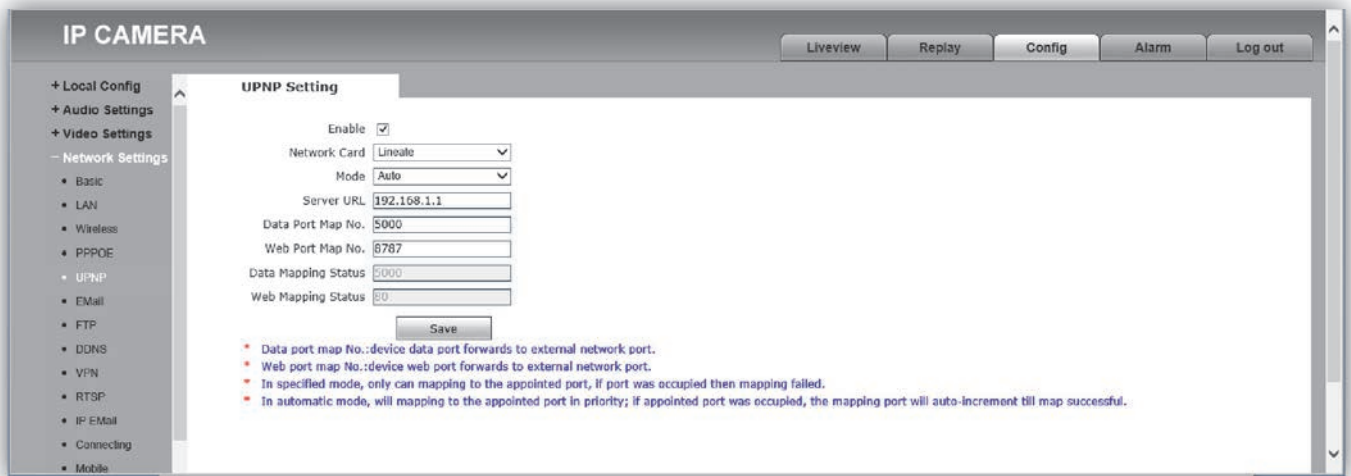 IP CAMERA
Liveview Replay Config Alarm Log out
+ Local Config
+ Audio Settings
+ Video Settings
− Network Settings
• Basic
• LAN
• Wireless
• PPPOE
• UPNP
• EMail
• FTP
• DDNS
• VPN
• RTSP
• IP EMail
• Connecting
• Mobile
UPNP Setting
Enable
Network Card Lineate
Mode Auto
Server URL 192.168.1.1
Data Port Map No. 5000
Web Port Map No. 8787
Data Mapping Status 5000
Web Mapping Status 80
Save
* Data port map No.:device data port forwards to external network port.
* Web port map No.:device web port forwards to external network port.
* In specified mode, only can mapping to the appointed port, if port was occupied then mapping failed.
* In automatic mode, will mapping to the appointed port in priority; if appointed port was occupied, the mapping port will auto-increment till map successful.